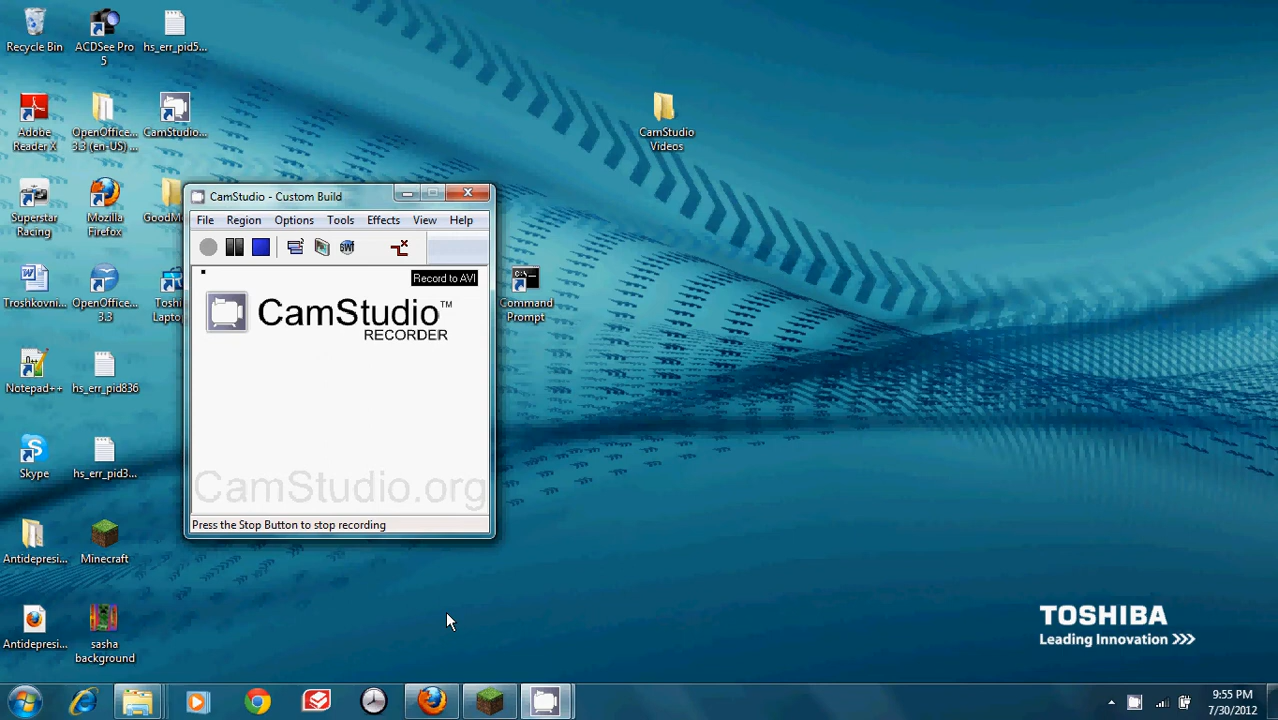 Recycle Bin
ACDSee Pro
5
hs_err_pid5...
Adobe
Reader X
OpenOffice...
3.3 (en-US) ...
CamStudio...
CamStudio
Videos
Superstar
Racing
Mozilla
Firefox
GoodM
CamStudio - Custom Build
File Region Options Tools Effects View Help
Record to AVI
CamStudio™
RECORDER
Troshkovni...
OpenOffice...
3.3
Toshi
Lapto
Command
Prompt
Notepad++
hs_err_pid836
Skype
hs_err_pid3...
CamStudio.org
Press the Stop Button to stop recording
Antidepresi...
Minecraft
Antidepresi...
sasha
background
TOSHIBA
Leading Innovation >>>
9:55 PM
7/30/2012